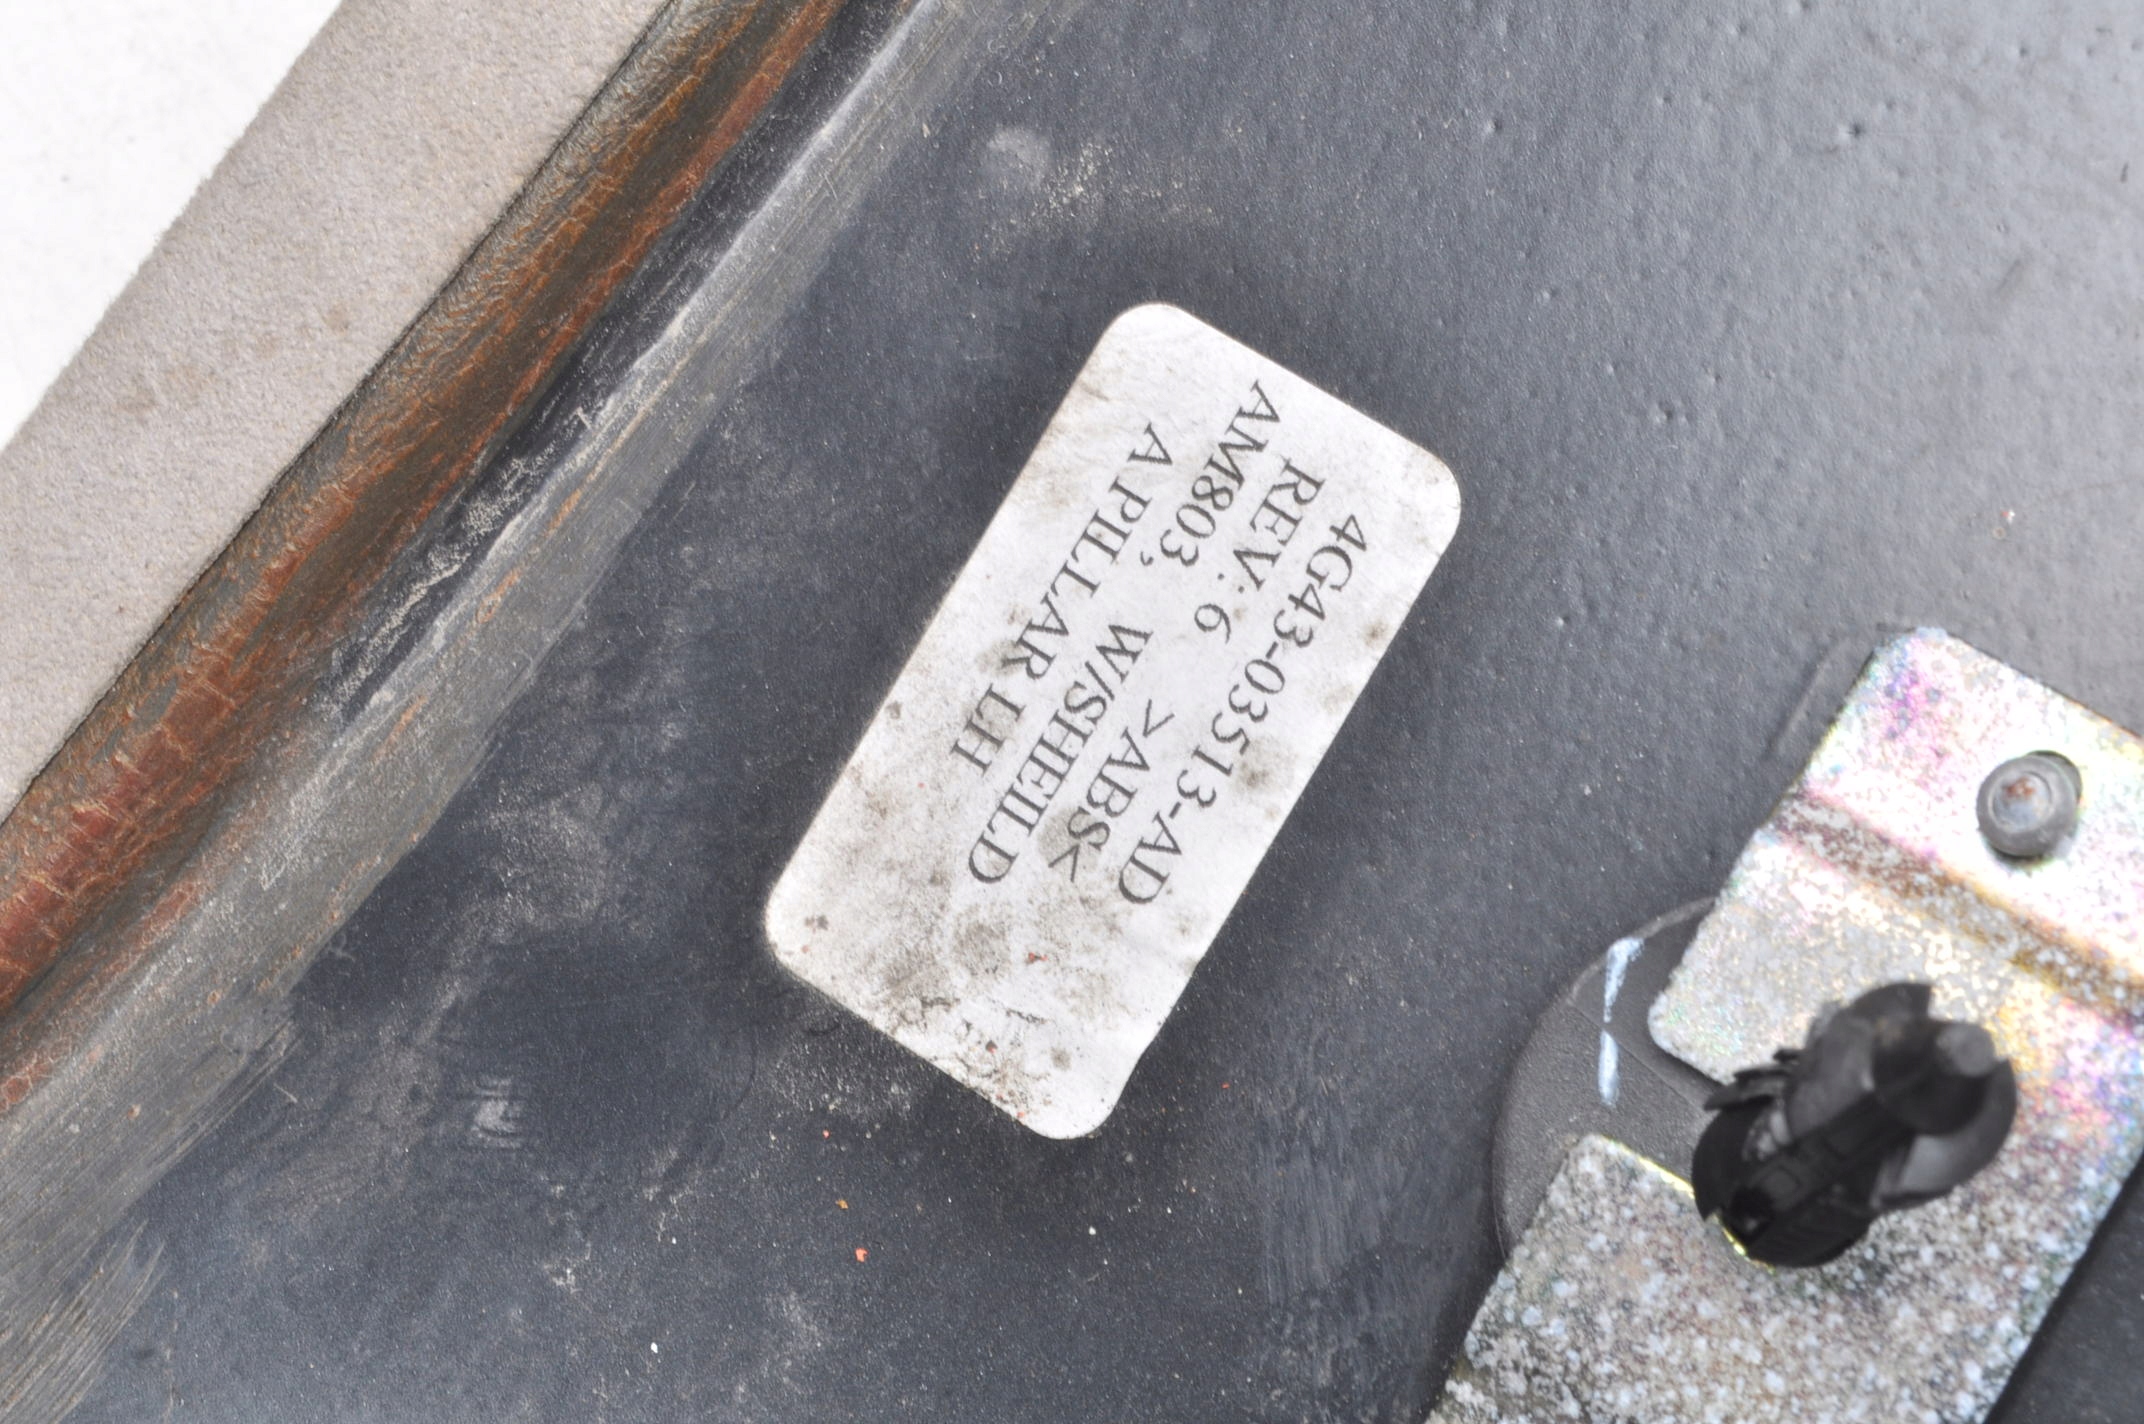 4G43-03513-AD
REV: 6 >ABS<
AM803, W/SHEILD
A PILLAR LH